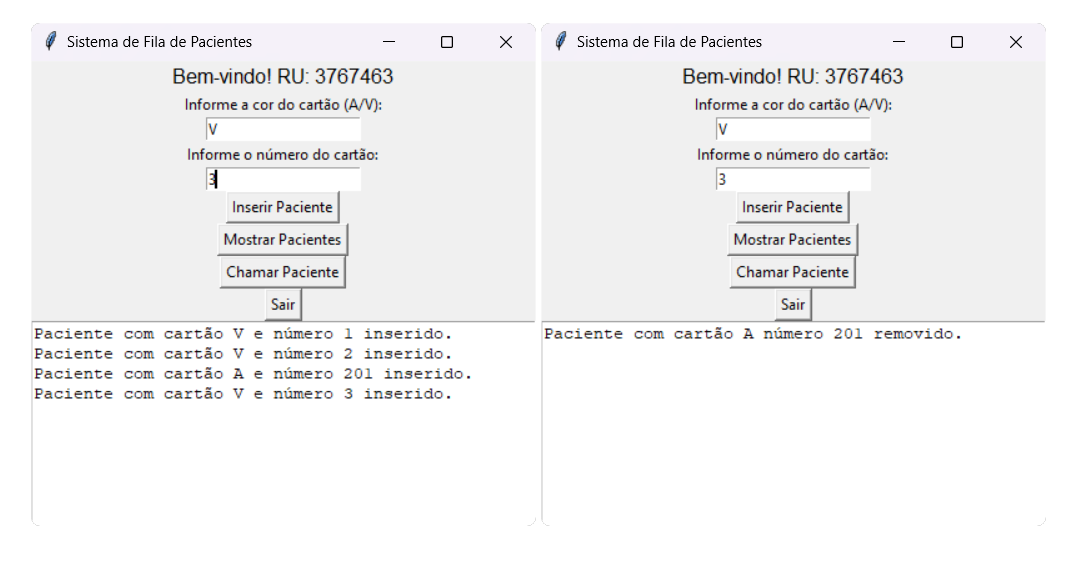 Sistema de Fila de Pacientes
Bem-vindo! RU: 3767463
Informe a cor do cartão (A/V):
V
Informe o número do cartão:
3
Inserir Paciente
Mostrar Pacientes
Chamar Paciente
Sair
Paciente com cartão V e número 1 inserido.
Paciente com cartão V e número 2 inserido.
Paciente com cartão A e número 201 inserido.
Paciente com cartão V e número 3 inserido.
Sistema de Fila de Pacientes
Bem-vindo! RU: 3767463
Informe a cor do cartão (A/V):
V
Informe o número do cartão:
3
Inserir Paciente
Mostrar Pacientes
Chamar Paciente
Sair
Paciente com cartão A número 201 removido.